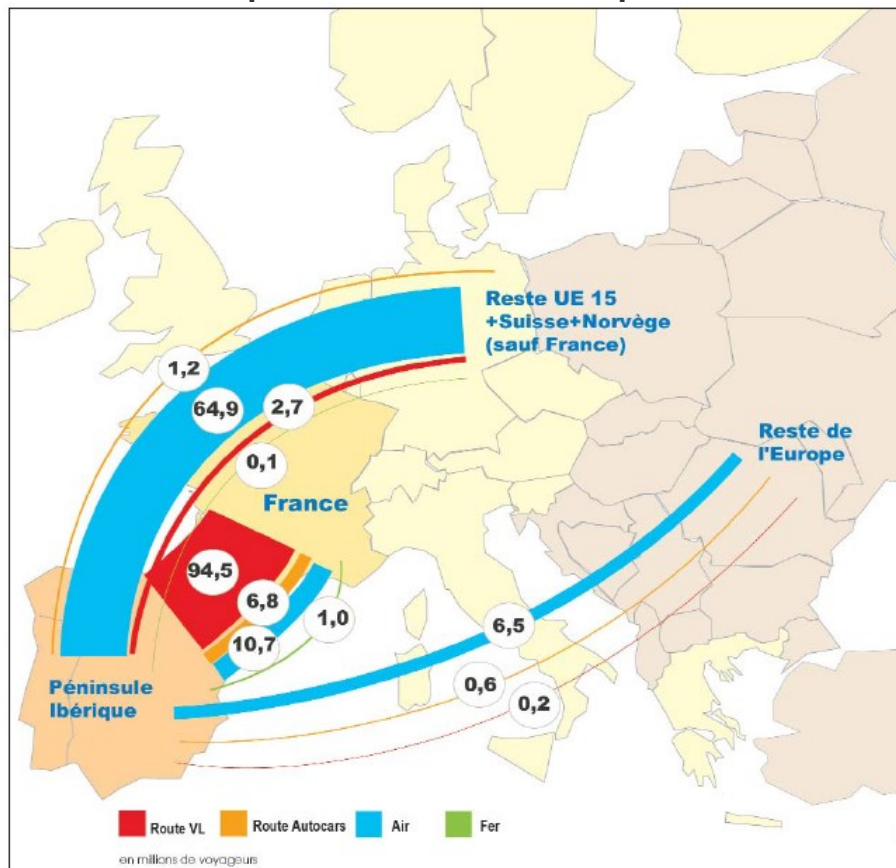 Reste UE 15
+Suisse+Norvège
(sauf France)
1,2
64,9
2,7
0,1
Reste de
l'Europe
France
94,5
6,8
1,0
10,7
6,5
0,6
0,2
Péninsule
Ibérique
Route VL
Route Autocars
Air
Fer
en millions de voyageurs